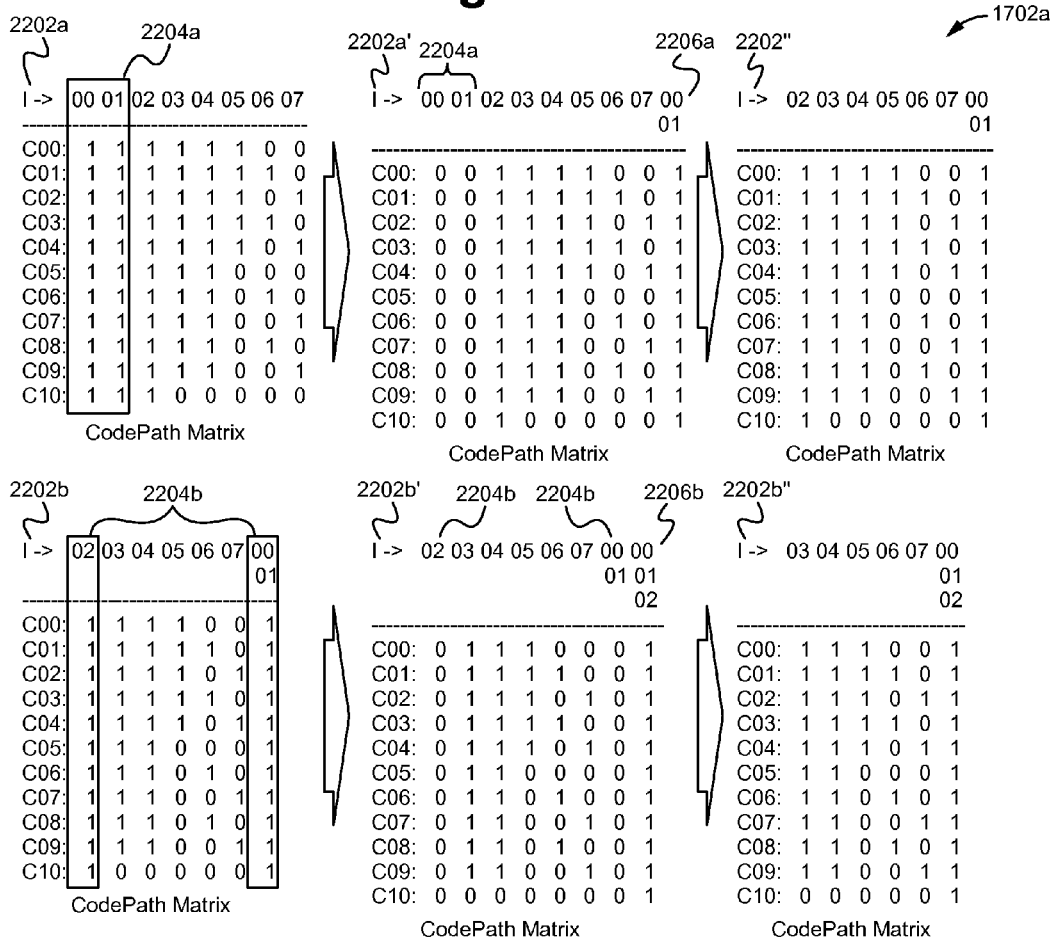 g
1702a
2202a
2204a
I -> 00 01 02 03 04 05 06 07
C00: 1 1 1 1 1 1 0 0
C01: 1 1 1 1 1 1 1 0
C02: 1 1 1 1 1 1 0 1
C03: 1 1 1 1 1 1 1 0
C04: 1 1 1 1 1 1 0 1
C05: 1 1 1 1 1 0 0 0
C06: 1 1 1 1 1 0 1 0
C07: 1 1 1 1 1 0 0 1
C08: 1 1 1 1 1 0 1 0
C09: 1 1 1 1 1 0 0 1
C10: 1 1 1 0 0 0 0 0
CodePath Matrix
2202a'
2204a
2206a
I -> 00 01 02 03 04 05 06 07 00
01
C00: 0 0 1 1 1 1 0 0 1
C01: 0 0 1 1 1 1 1 0 1
C02: 0 0 1 1 1 1 0 1 1
C03: 0 0 1 1 1 1 1 0 1
C04: 0 0 1 1 1 1 0 1 1
C05: 0 0 1 1 1 0 0 0 1
C06: 0 0 1 1 1 0 1 0 1
C07: 0 0 1 1 1 0 0 1 1
C08: 0 0 1 1 1 0 1 0 1
C09: 0 0 1 1 1 0 0 1 1
C10: 0 0 1 0 0 0 0 0 1
CodePath Matrix
2202"
I -> 02 03 04 05 06 07 00
01
C00: 1 1 1 1 0 0 1
C01: 1 1 1 1 1 0 1
C02: 1 1 1 1 0 1 1
C03: 1 1 1 1 1 0 1
C04: 1 1 1 1 0 1 1
C05: 1 1 1 0 0 0 1
C06: 1 1 1 0 1 0 1
C07: 1 1 1 0 0 1 1
C08: 1 1 1 0 1 0 1
C09: 1 1 1 0 0 1 1
C10: 1 0 0 0 0 0 1
CodePath Matrix
2202b
2204b
I -> 02 03 04 05 06 07 00
01
C00: 1 1 1 1 0 0 1
C01: 1 1 1 1 1 0 1
C02: 1 1 1 1 0 1 1
C03: 1 1 1 1 1 0 1
C04: 1 1 1 1 0 1 1
C05: 1 1 1 0 0 0 1
C06: 1 1 1 0 1 0 1
C07: 1 1 1 0 0 1 1
C08: 1 1 1 0 1 0 1
C09: 1 1 1 0 0 1 1
C10: 1 0 0 0 0 0 1
CodePath Matrix
2202b'
2204b
2204b
2206b
I -> 02 03 04 05 06 07 00 00
01 01
02
C00: 0 1 1 1 0 0 0 1
C01: 0 1 1 1 1 0 0 1
C02: 0 1 1 1 0 1 0 1
C03: 0 1 1 1 1 0 0 1
C04: 0 1 1 1 0 1 0 1
C05: 0 1 1 0 0 0 0 1
C06: 0 1 1 0 1 0 0 1
C07: 0 1 1 0 0 1 0 1
C08: 0 1 1 0 1 0 0 1
C09: 0 1 1 0 0 1 0 1
C10: 0 0 0 0 0 0 0 1
CodePath Matrix
2202b"
I -> 03 04 05 06 07 00
01
02
C00: 1 1 1 0 0 1
C01: 1 1 1 1 0 1
C02: 1 1 1 0 1 1
C03: 1 1 1 1 0 1
C04: 1 1 1 0 1 1
C05: 1 1 0 0 0 1
C06: 1 1 0 1 0 1
C07: 1 1 0 0 1 1
C08: 1 1 0 1 0 1
C09: 1 1 0 0 1 1
C10: 0 0 0 0 0 1
CodePath Matrix